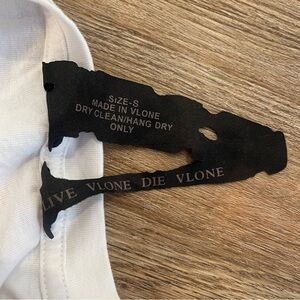 SIZE-S
MADE IN VLONE
DRY CLEAN/HANG DRY
ONLY
LIVE VLONE DIE VLONE